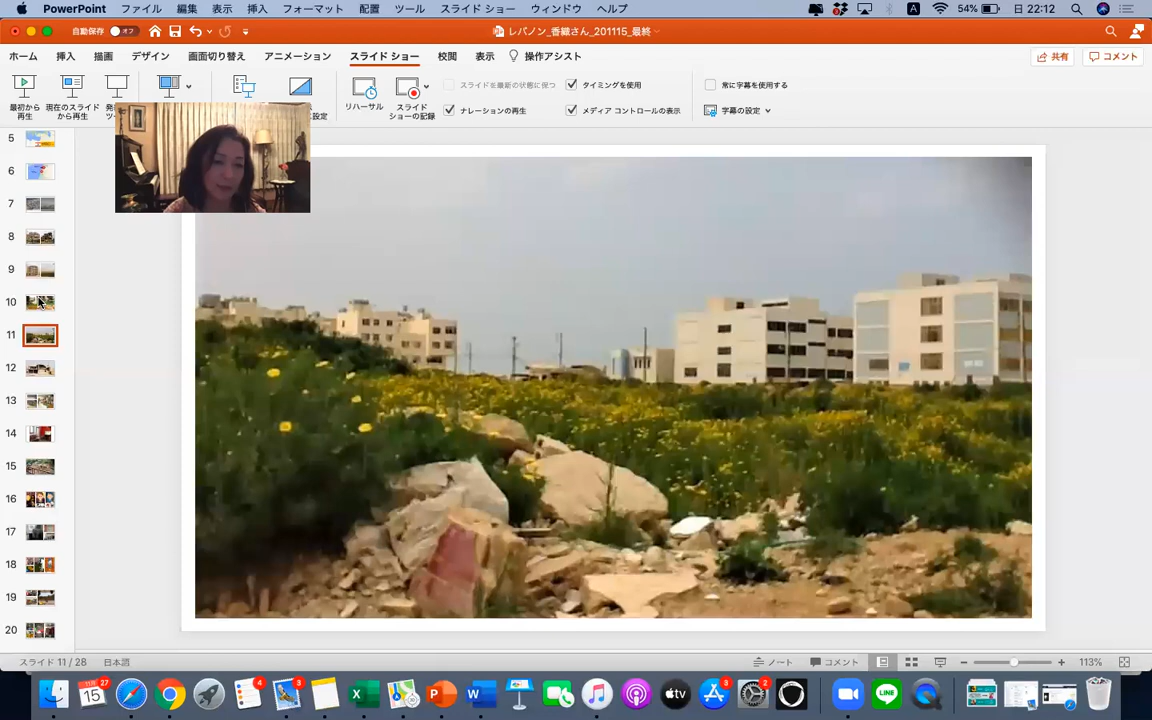 PowerPoint ファイル 編集 表示 挿入 フォーマット 配置 ツール スライド ショー ウィンドウ ヘルプ
A 54% 日 22:12
自動保存 オフ レバノン_香織さん_201115_最終
ホーム 挿入 描画 デザイン 画面切り替え アニメーション スライド ショー 校閲 表示 操作アシスト 共有 コメント
スライドを最新の状態に保つ タイミングを使用 常に字幕を使用する
最初から 現在のスライド リハーサル スライド
再生 から再生 ショーの記録
ナレーションの再生 メディア コントロールの表示 字幕の設定
5
6
7
8
9
10
11
12
13
14
15
16
17
18
19
20
スライド 11 / 28 日本語 ノート コメント 113%
27
15
4
3
3
2
LINE
tv